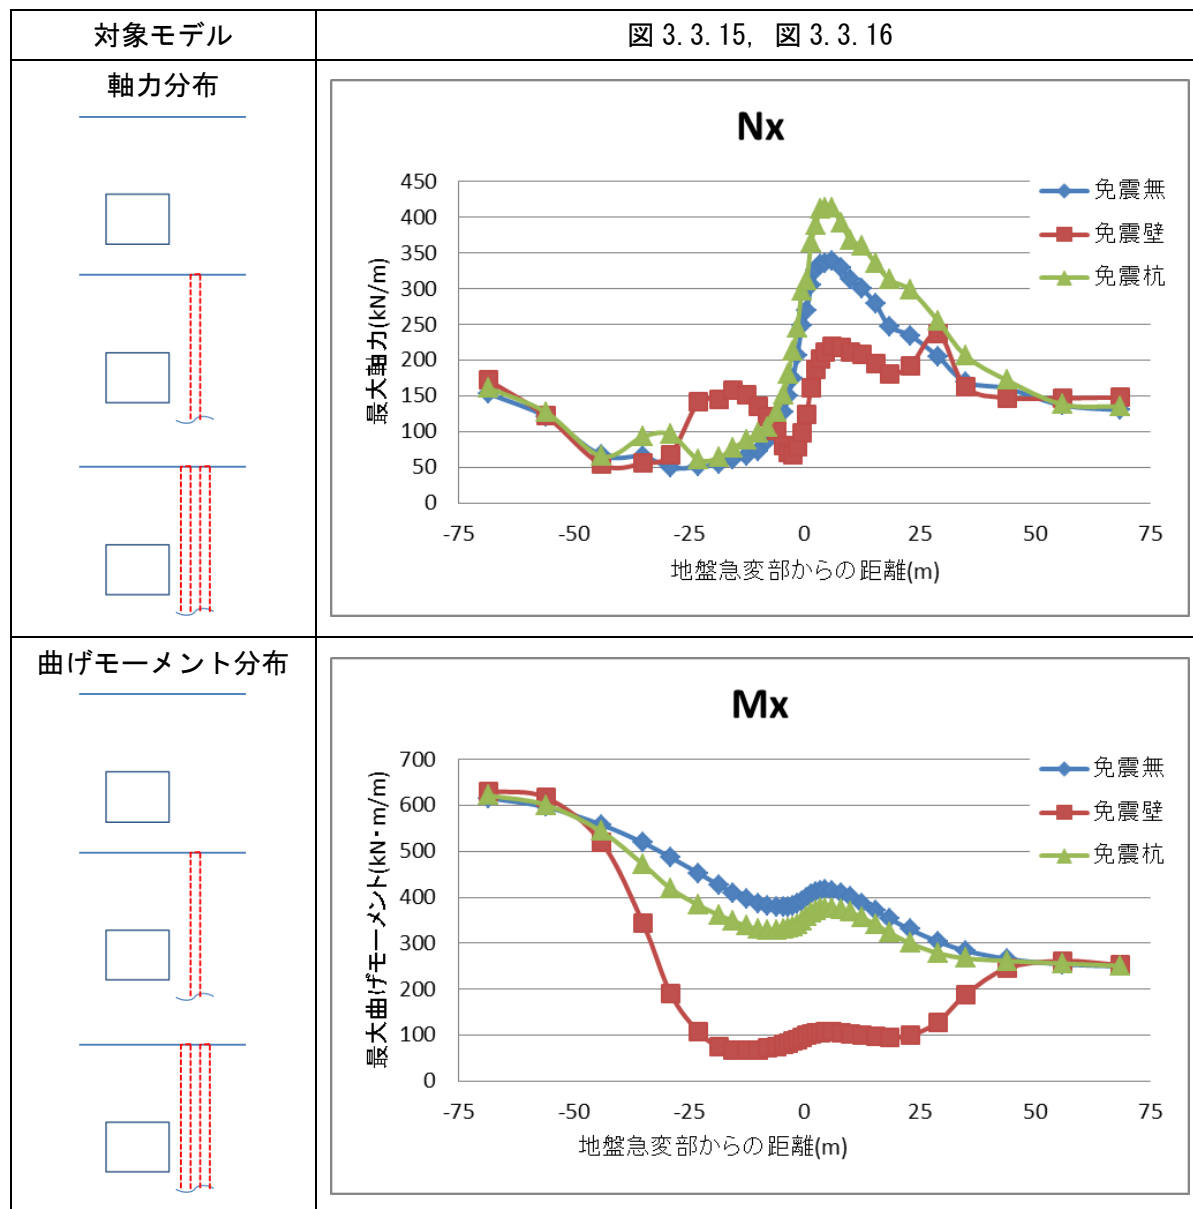 対象モデル
図 3.3.15, 図 3.3.16
軸力分布
Nx
450
400
350
300
250
200
150
100
50
0
最大軸力(kN/m)
免震無
免震壁
免震杭
-75
-50
-25
0
25
50
75
地盤急変部からの距離(m)
曲げモーメント分布
Mx
700
600
500
400
300
200
100
0
最大曲げモーメント(kN・m/m)
免震無
免震壁
免震杭
-75
-50
-25
0
25
50
75
地盤急変部からの距離(m)